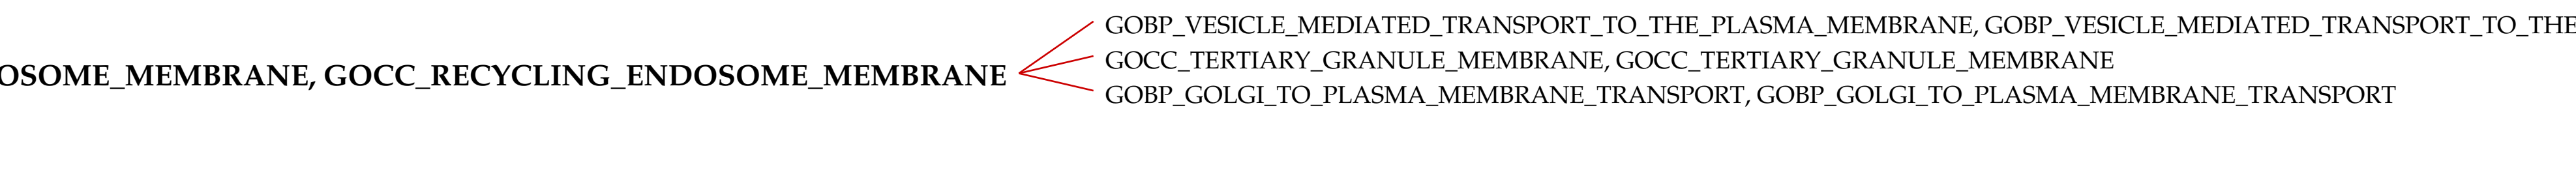 OSOME_MEMBRANE, GOCC_RECYCLING_ENDOSOME_MEMBRANE
GOBP_VESICLE_MEDIATED_TRANSPORT_TO_THE_PLASMA_MEMBRANE, GOBP_VESICLE_MEDIATED_TRANSPORT_TO_THE
GOCC_TERTIARY_GRANULE_MEMBRANE, GOCC_TERTIARY_GRANULE_MEMBRANE
GOBP_GOLGI_TO_PLASMA_MEMBRANE_TRANSPORT, GOBP_GOLGI_TO_PLASMA_MEMBRANE_TRANSPORT